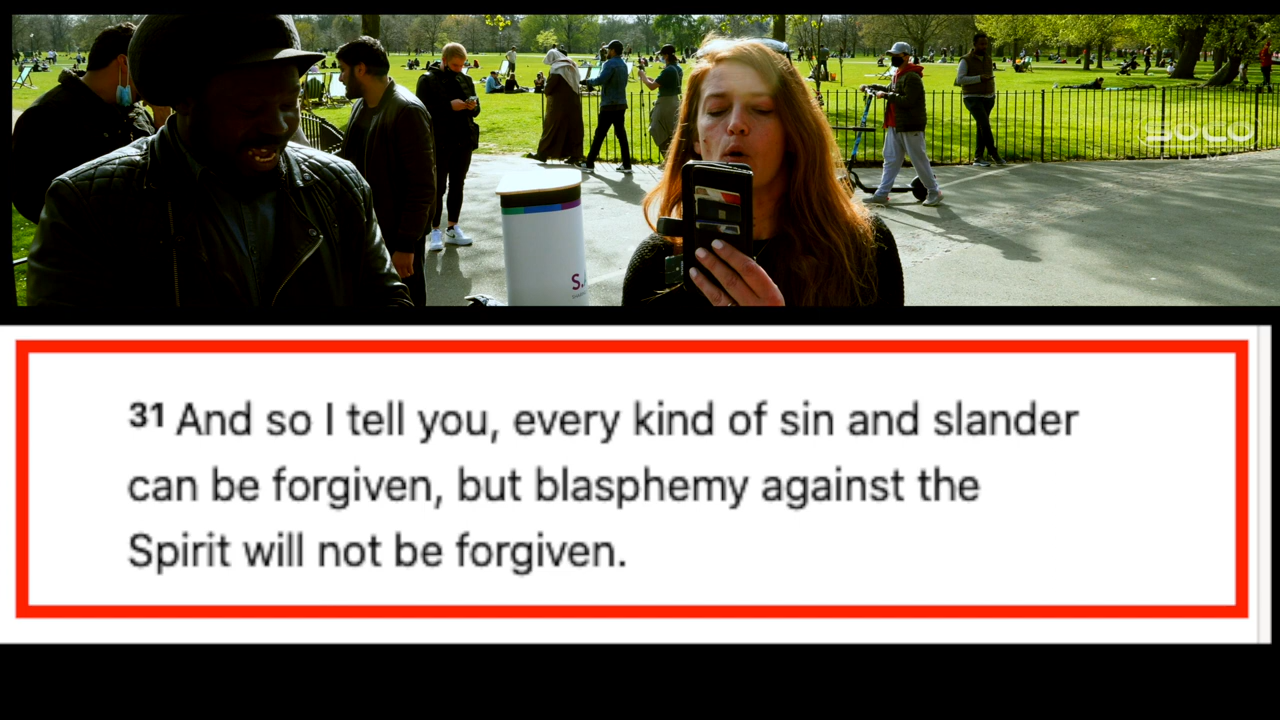 SOCO
S.
31 And so I tell you, every kind of sin and slander
can be forgiven, but blasphemy against the
Spirit will not be forgiven.